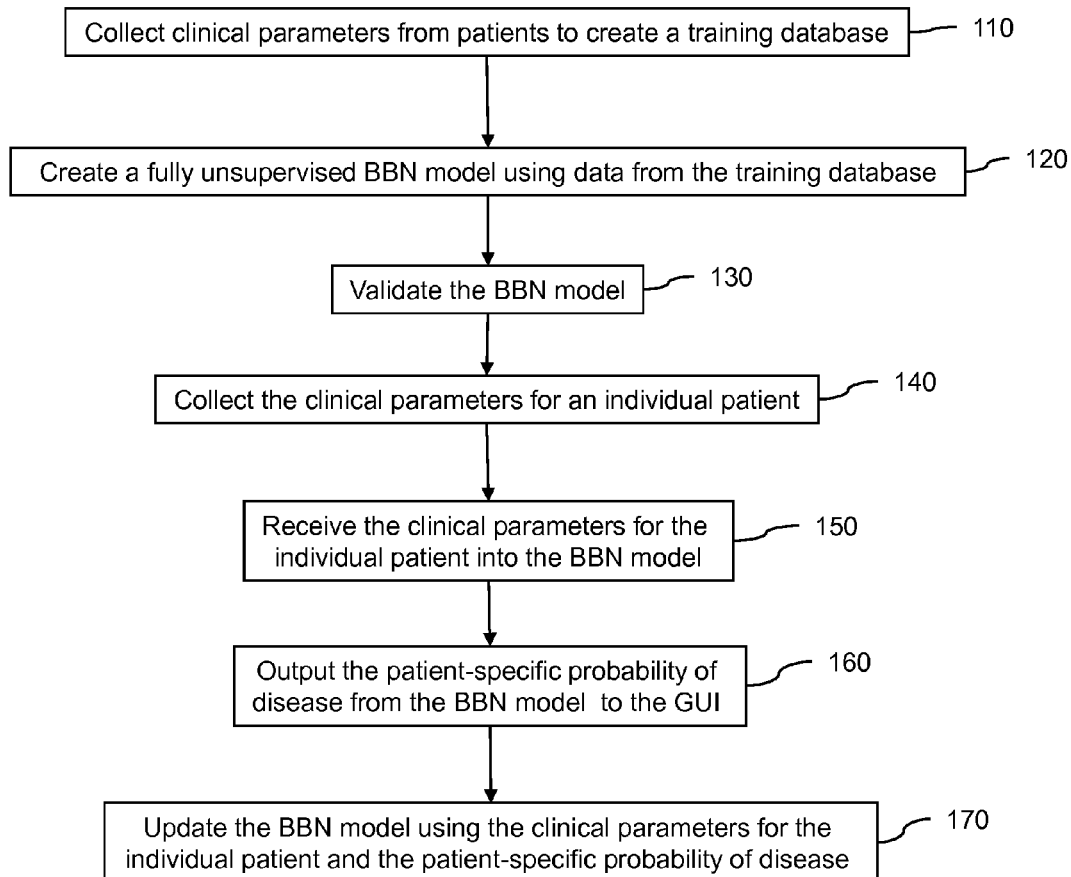 Collect clinical parameters from patients to create a training database
110
Create a fully unsupervised BBN model using data from the training database
120
Validate the BBN model
130
Collect the clinical parameters for an individual patient
140
Receive the clinical parameters for the
individual patient into the BBN model
150
Output the patient-specific probability of
disease from the BBN model to the GUI
160
Update the BBN model using the clinical parameters for the
individual patient and the patient-specific probability of disease
170